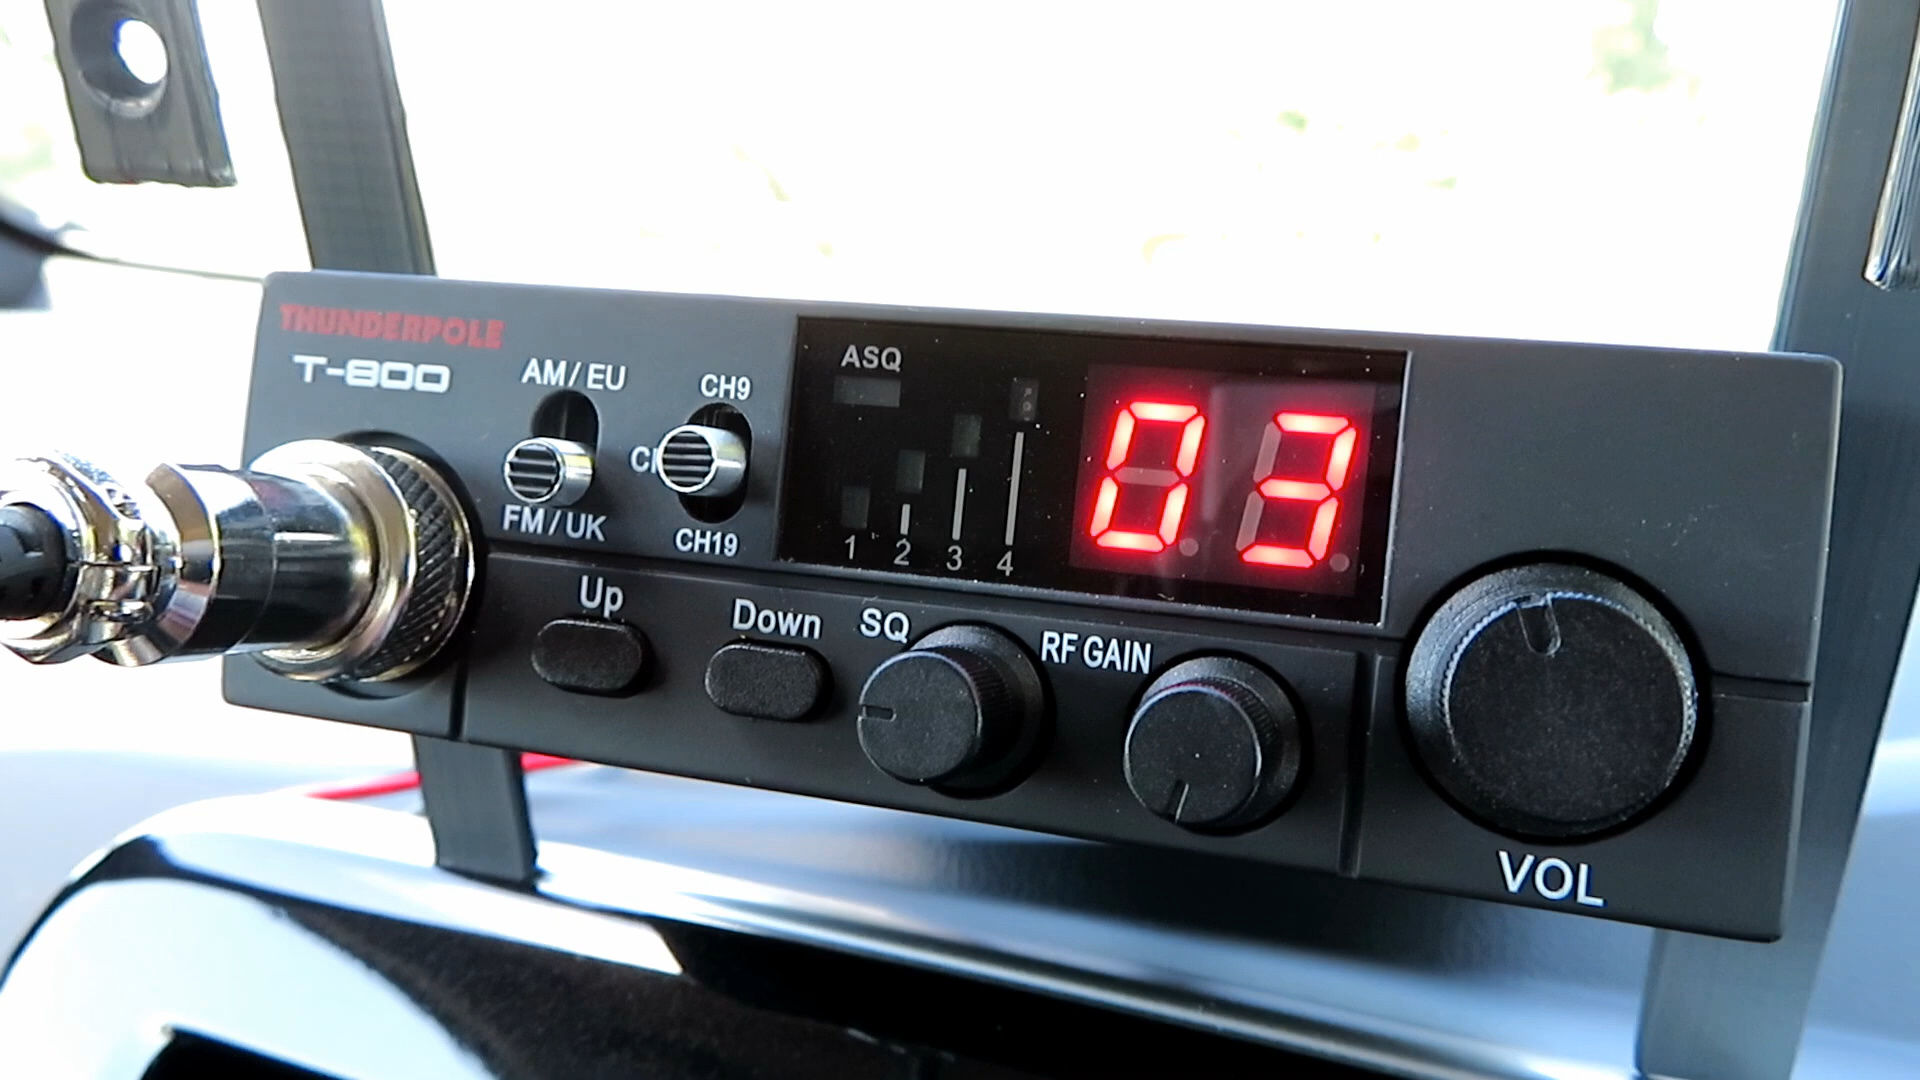 THUNDERPOLE
T-800
AM / EU
FM / UK
CH9
CH19
ASQ
1 2 3 4
03
Up
Down
SQ
RF GAIN
VOL